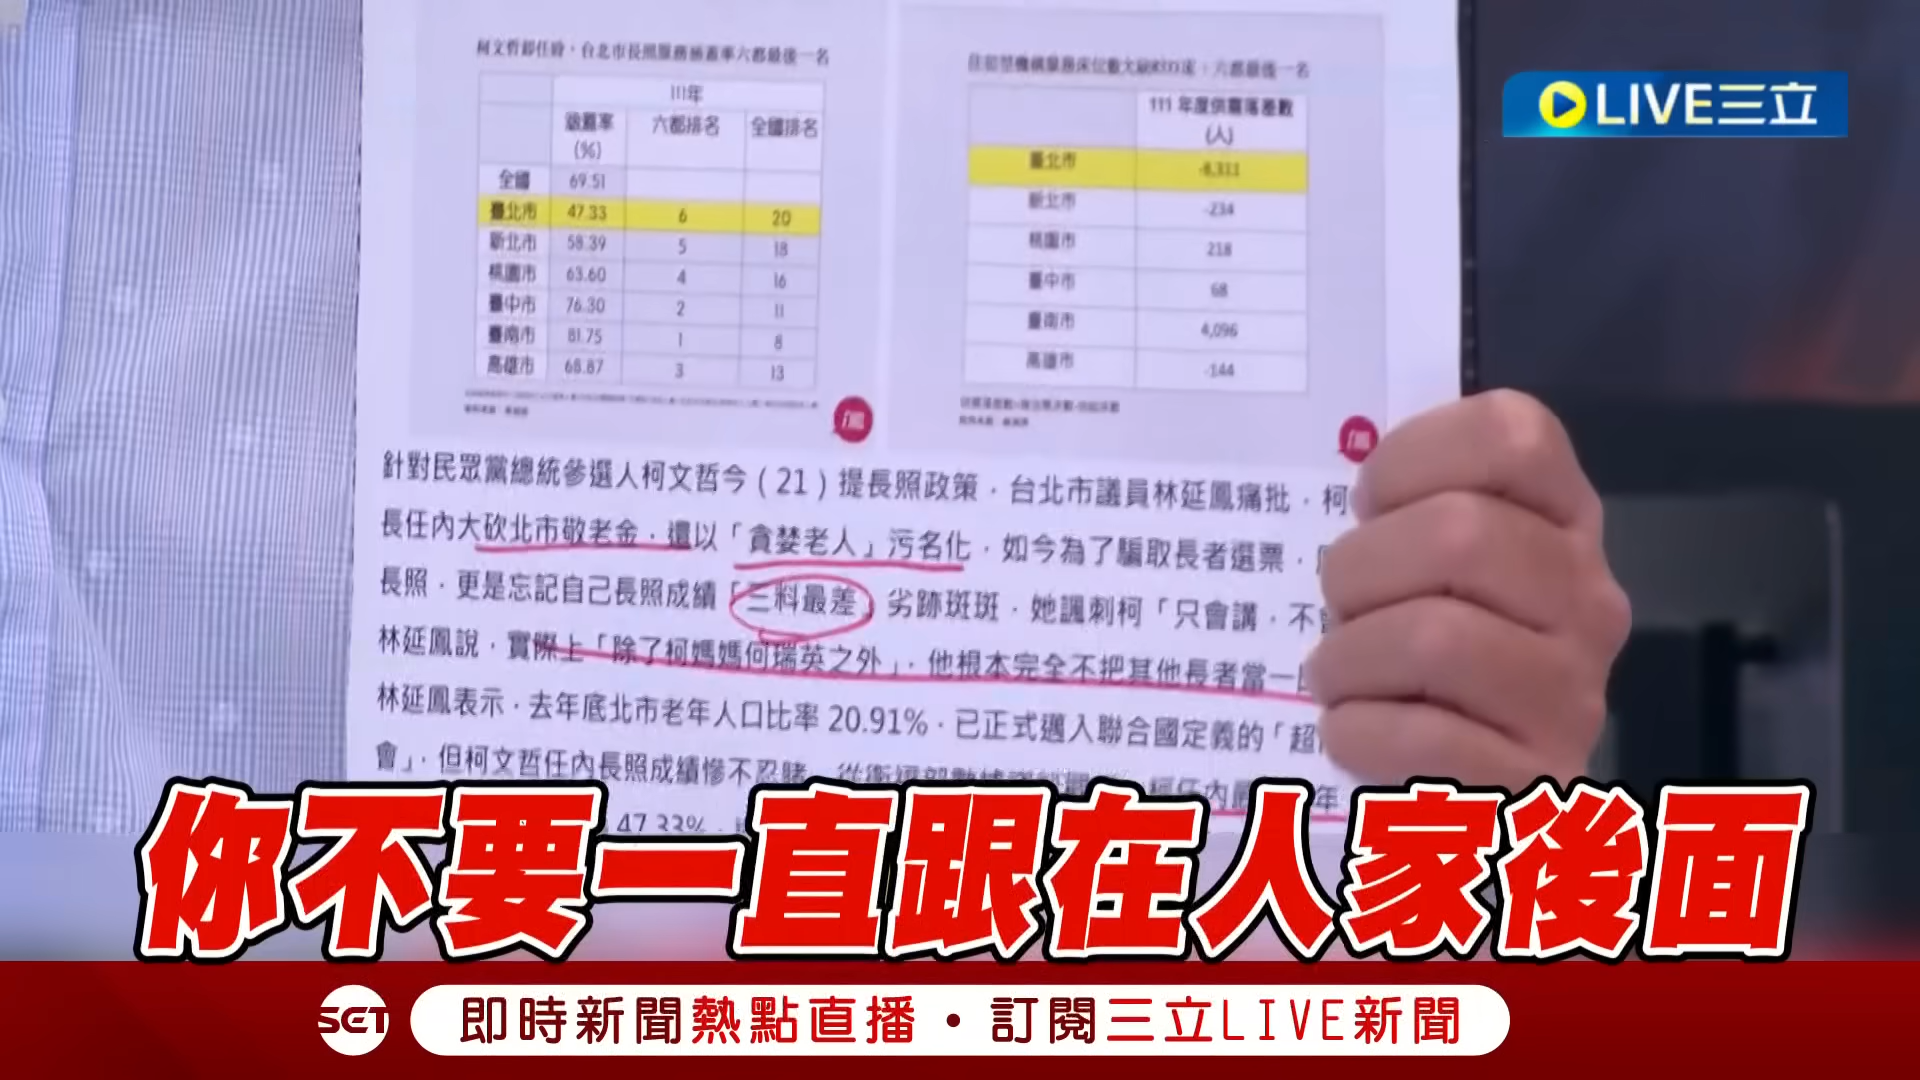 LIVE三立
柯文哲卸任時，台北市長照服務涵蓋率六都最後一名
111年
涵蓋率 六都排名 全國排名
(%)
全國 69.51
臺北市 47.33 6 20
新北市 58.39 5 18
桃園市 63.60 4 16
臺中市 76.30 2 11
臺南市 81.75 1 8
高雄市 68.87 3 13
六都最後一名
111 年度供需落差數
(人)
臺北市 -8,311
新北市 -234
桃園市 218
臺中市 68
臺南市 4,096
高雄市 -144
針對民眾黨總統參選人柯文哲今（21）提長照政策，台北市議員林延鳳痛批，柯
長任內大砍北市敬老金，還以「貪婪老人」污名化，如今為了騙取長者選票，
長照，更是忘記自己長照成績「三料最差」劣跡斑斑，她諷刺柯「只會講，不會
林延鳳說，實際上「除了柯媽媽何瑞英之外」，他根本完全不把其他長者當一
林延鳳表示，去年底北市老年人口比率 20.91%，已正式邁入聯合國定義的「超
會」，但柯文哲任內長照成績慘不忍睹，
47.33%
你不要一直跟在人家後面
SET 即時新聞熱點直播・訂閱三立LIVE新聞